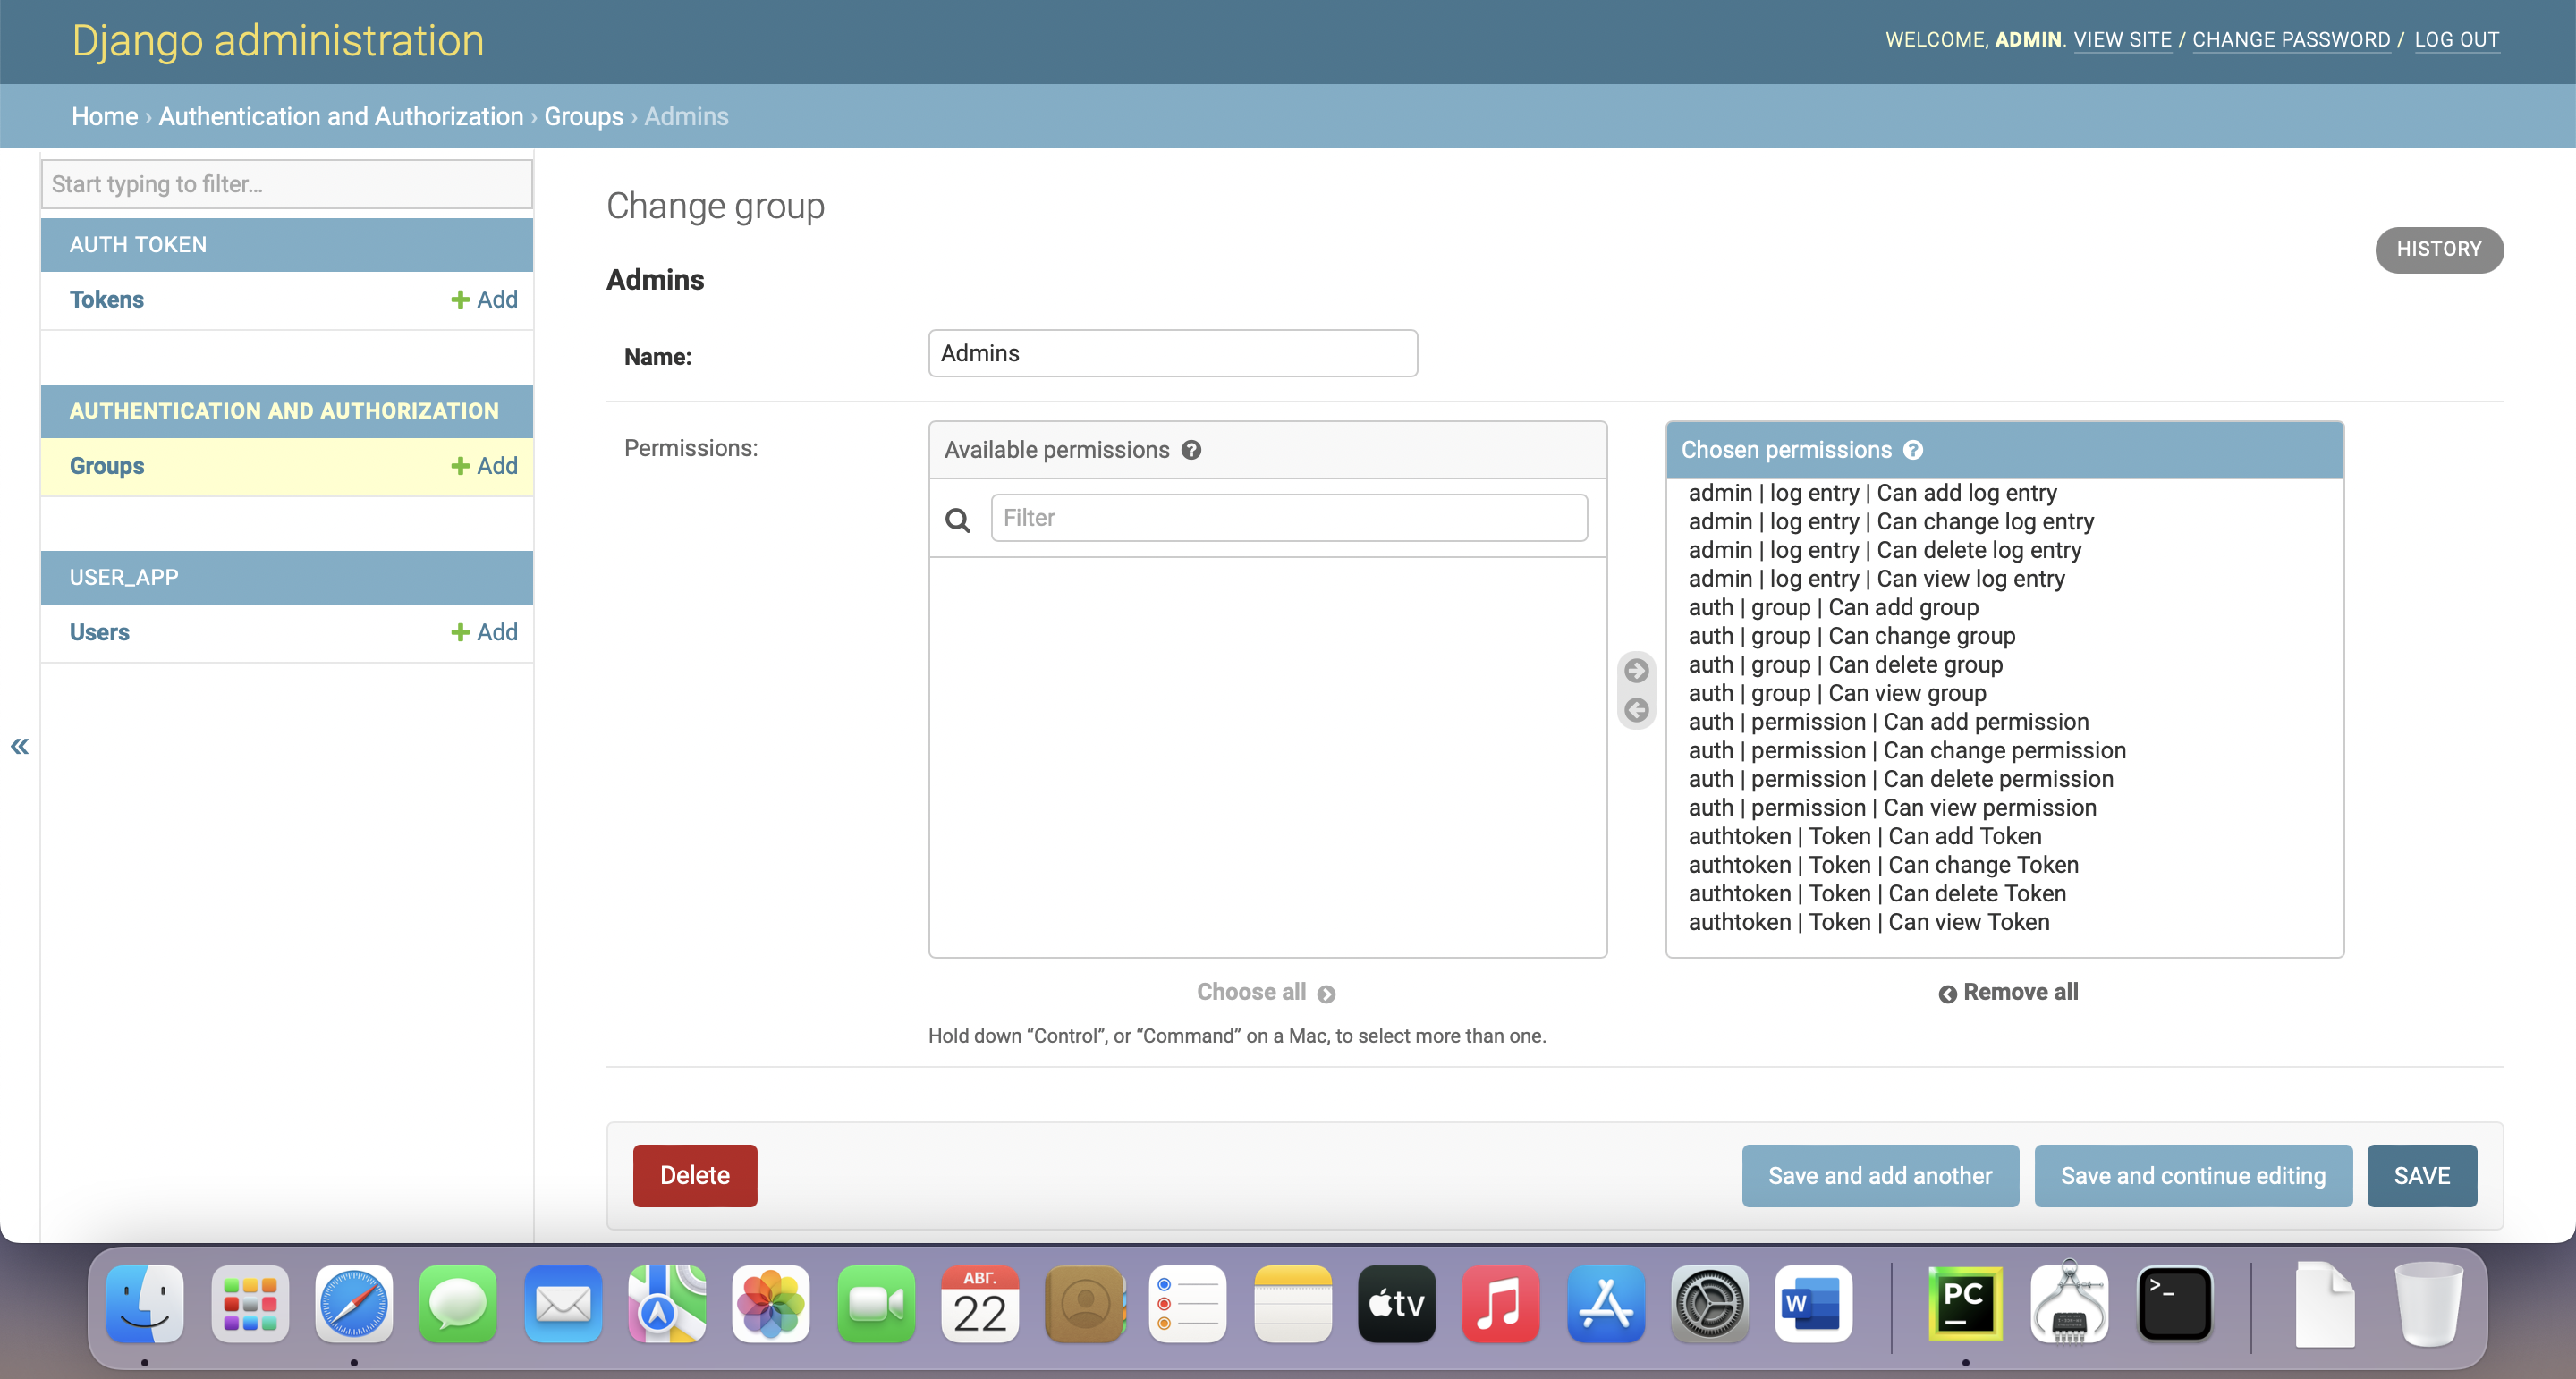 Django administration
WELCOME, ADMIN. VIEW SITE / CHANGE PASSWORD / LOG OUT
Home › Authentication and Authorization › Groups › Admins
Start typing to filter...
AUTH TOKEN
Tokens
+ Add
AUTHENTICATION AND AUTHORIZATION
Groups
+ Add
USER_APP
Users
+ Add
«
Change group
HISTORY
Admins
Name:
Admins
Permissions:
Available permissions ?
Filter
Choose all
Hold down “Control”, or “Command” on a Mac, to select more than one.
Chosen permissions ?
admin | log entry | Can add log entry
admin | log entry | Can change log entry
admin | log entry | Can delete log entry
admin | log entry | Can view log entry
auth | group | Can add group
auth | group | Can change group
auth | group | Can delete group
auth | group | Can view group
auth | permission | Can add permission
auth | permission | Can change permission
auth | permission | Can delete permission
auth | permission | Can view permission
authtoken | Token | Can add Token
authtoken | Token | Can change Token
authtoken | Token | Can delete Token
authtoken | Token | Can view Token
Remove all
Delete
Save and add another
Save and continue editing
SAVE
АВГ.
22
tv
W
PC
>_